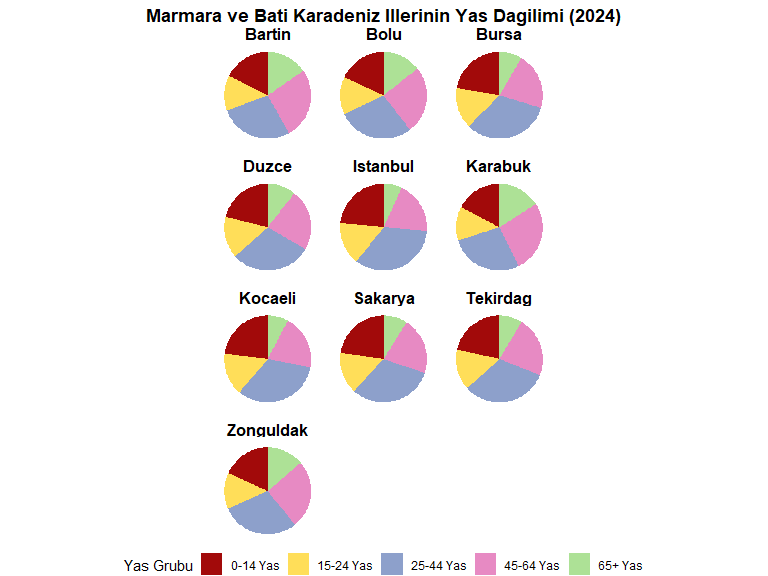 Marmara ve Bati Karadeniz Illerinin Yas Dagilimi (2024)
Bartin Bolu Bursa
Duzce Istanbul Karabuk
Kocaeli Sakarya Tekirdag
Zonguldak
Yas Grubu 0-14 Yas 15-24 Yas 25-44 Yas 45-64 Yas 65+ Yas